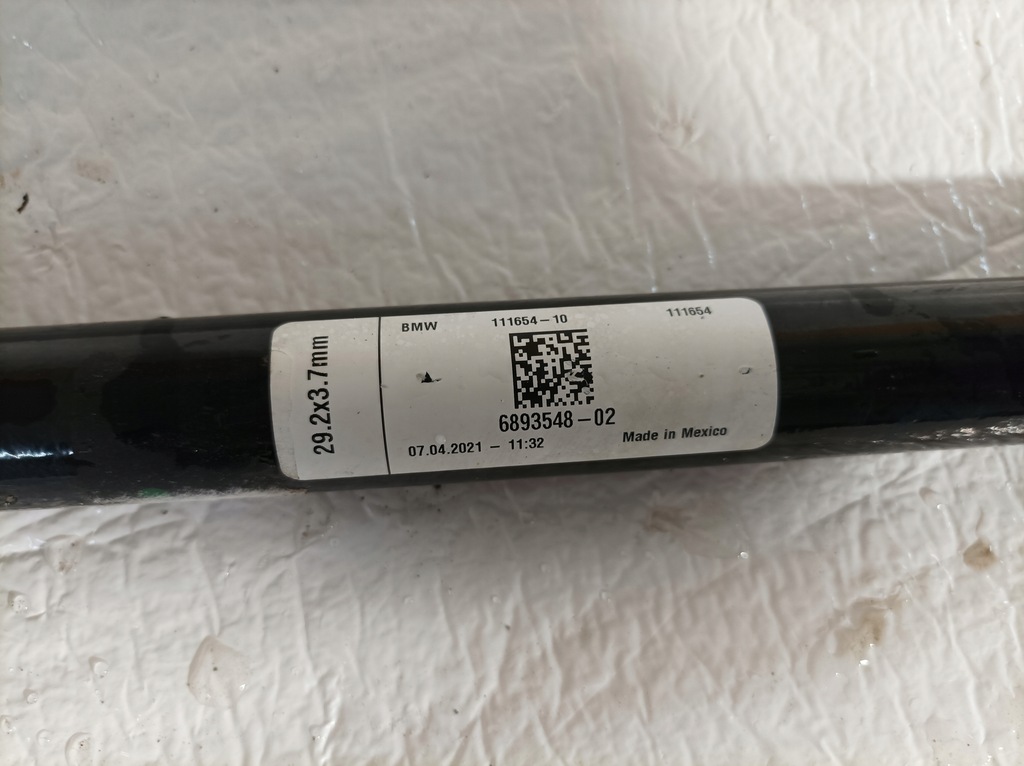 29.2x3.7mm
BMW 111654-10 111654
6893548-02
07.04.2021 - 11:32 Made in Mexico